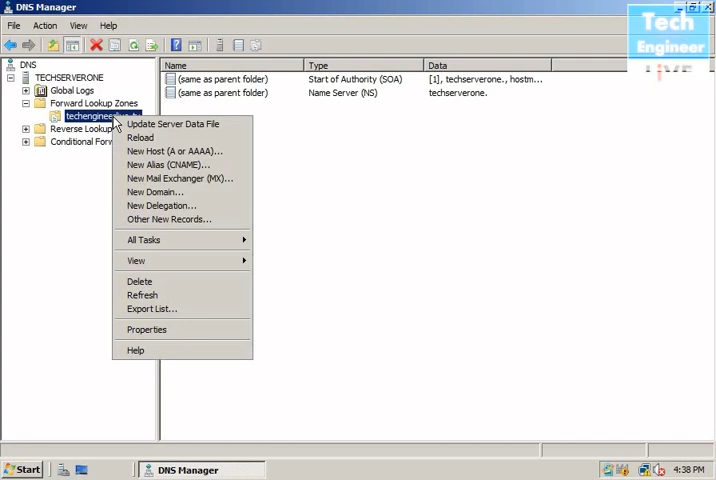 DNS Manager
File Action View Help
Tech
Engineer
LiVE
DNS
TECHSERVERONE
Global Logs
Forward Lookup Zones
Reverse Lookup
Conditional Forw
Name Type Data
(same as parent folder) Start of Authority (SOA) [1], techserverone., hostm...
(same as parent folder) Name Server (NS) techserverone.
Update Server Data File
Reload
New Host (A or AAAA)...
New Alias (CNAME)...
New Mail Exchanger (MX)...
New Domain...
New Delegation...
Other New Records...
All Tasks
View
Delete
Refresh
Export List...
Properties
Help
Start
DNS Manager
4:38 PM